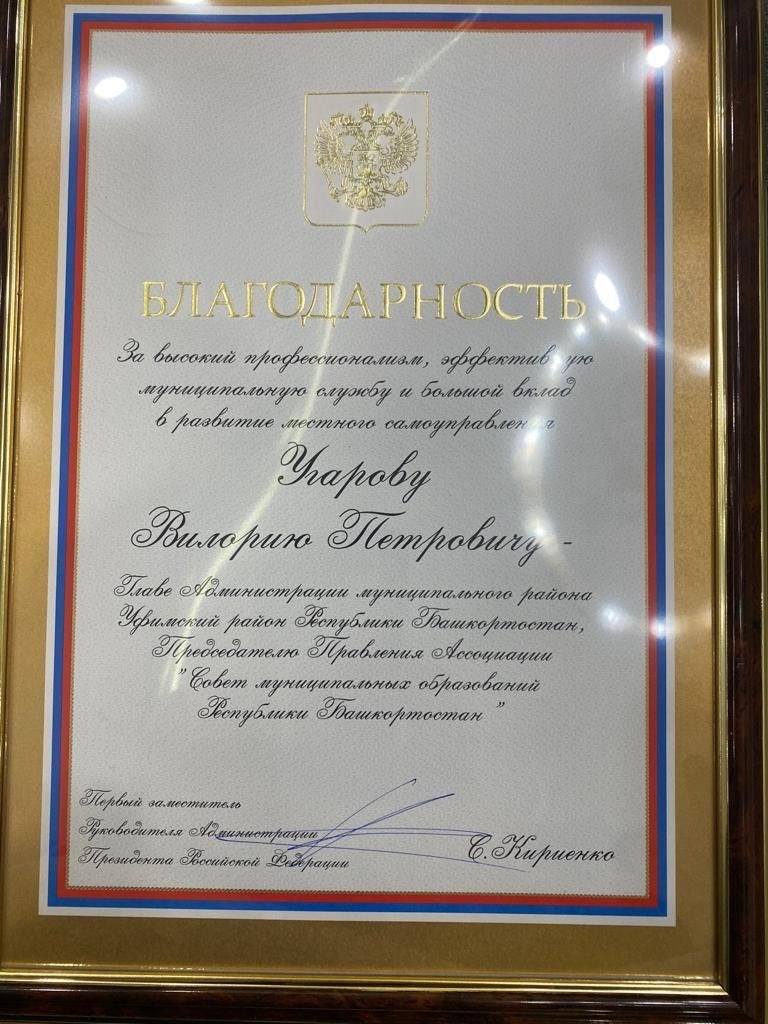 БЛАГОДАРНОСТЬ
За высокий профессионализм, эффективную
муниципальную службу и большой вклад
в развитие местного самоуправления
Угарову
Вилорию Петровичу -
Главе Администрации муниципального района
Уфимский район Республики Башкортостан,
Председателю Правления Ассоциации
"Совет муниципальных образований
Республики Башкортостан "
Первый заместитель
Руководителя Администрации
Президента Российской Федерации
С.Кириенко